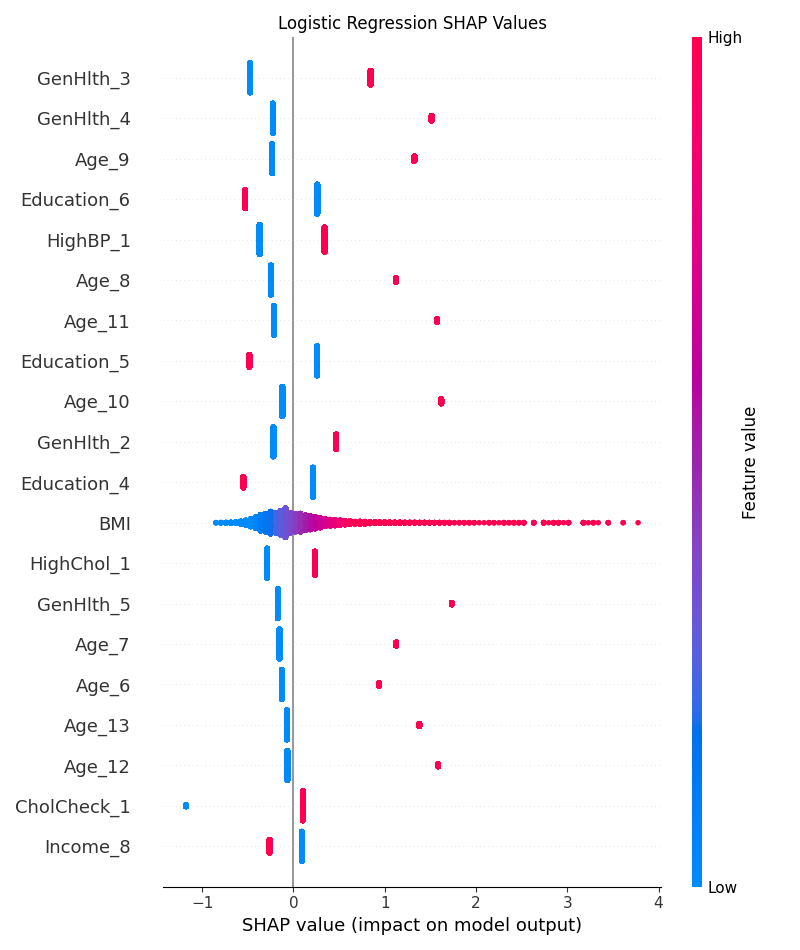 Logistic Regression SHAP Values
High
GenHlth_3
GenHlth_4
Age_9
Education_6
HighBP_1
Age_8
Age_11
Education_5
Age_10
GenHlth_2
Education_4
BMI
HighChol_1
GenHlth_5
Age_7
Age_6
Age_13
Age_12
CholCheck_1
Income_8
Feature value
Low
−1 0 1 2 3 4
SHAP value (impact on model output)